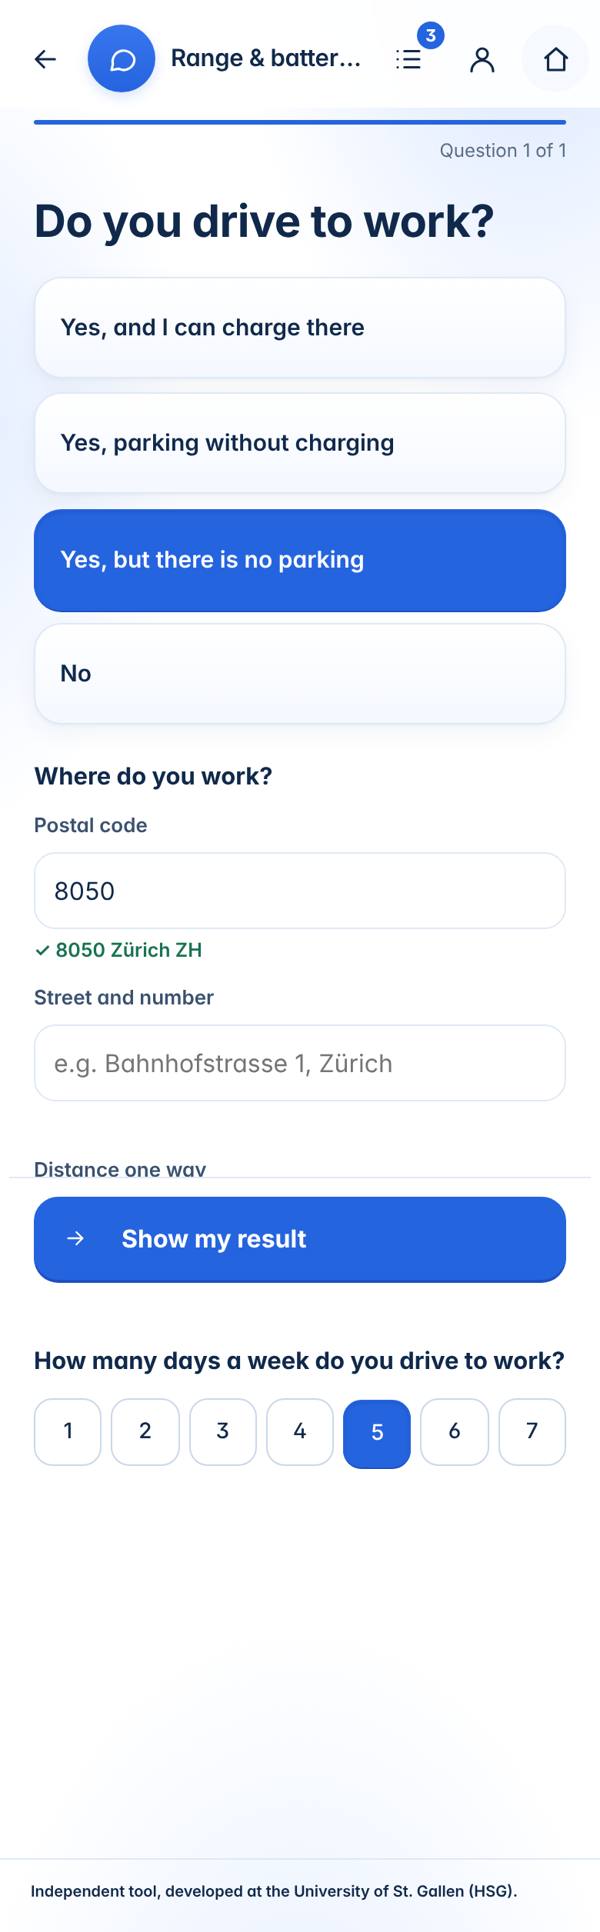 3
Range & batter...
Question 1 of 1
Do you drive to work?
Yes, and I can charge there
Yes, parking without charging
Yes, but there is no parking
No
Where do you work?
Postal code
8050
✓ 8050 Zürich ZH
Street and number
e.g. Bahnhofstrasse 1, Zürich
Distance one way
→ Show my result
How many days a week do you drive to work?
1 2 3 4 5 6 7
Independent tool, developed at the University of St. Gallen (HSG).